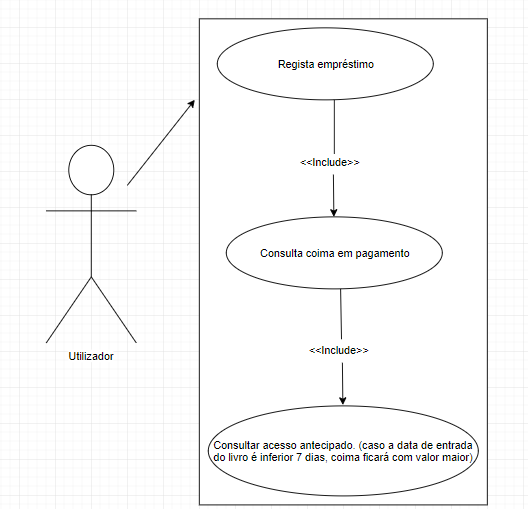 Regista empréstimo
<<Include>>
Consulta coima em pagamento
Utilizador
<<Include>>
Consultar acesso antecipado. (caso a data de entrada
do livro é inferior 7 dias, coima ficará com valor maior)